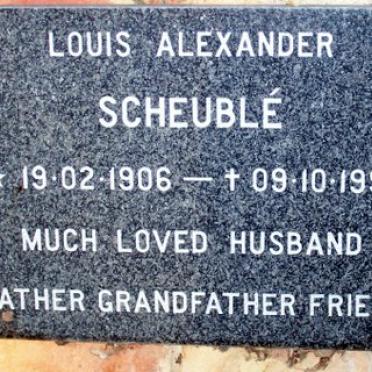 LOUIS ALEXANDER
SCHEUBLÉ
19·02·1906 — † 09·10·199
MUCH LOVED HUSBAND
ATHER GRANDFATHER FRIE